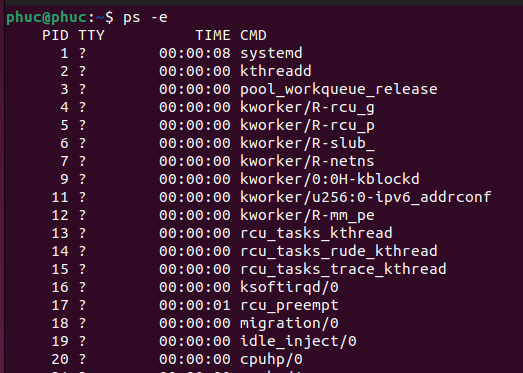 phuc@phuc:~$ ps -e
PID TTY TIME CMD
1 ? 00:00:08 systemd
2 ? 00:00:00 kthreadd
3 ? 00:00:00 pool_workqueue_release
4 ? 00:00:00 kworker/R-rcu_g
5 ? 00:00:00 kworker/R-rcu_p
6 ? 00:00:00 kworker/R-slub_
7 ? 00:00:00 kworker/R-netns
9 ? 00:00:00 kworker/0:0H-kblockd
11 ? 00:00:00 kworker/u256:0-ipv6_addrconf
12 ? 00:00:00 kworker/R-mm_pe
13 ? 00:00:00 rcu_tasks_kthread
14 ? 00:00:00 rcu_tasks_rude_kthread
15 ? 00:00:00 rcu_tasks_trace_kthread
16 ? 00:00:00 ksoftirqd/0
17 ? 00:00:01 rcu_preempt
18 ? 00:00:00 migration/0
19 ? 00:00:00 idle_inject/0
20 ? 00:00:00 cpuhp/0